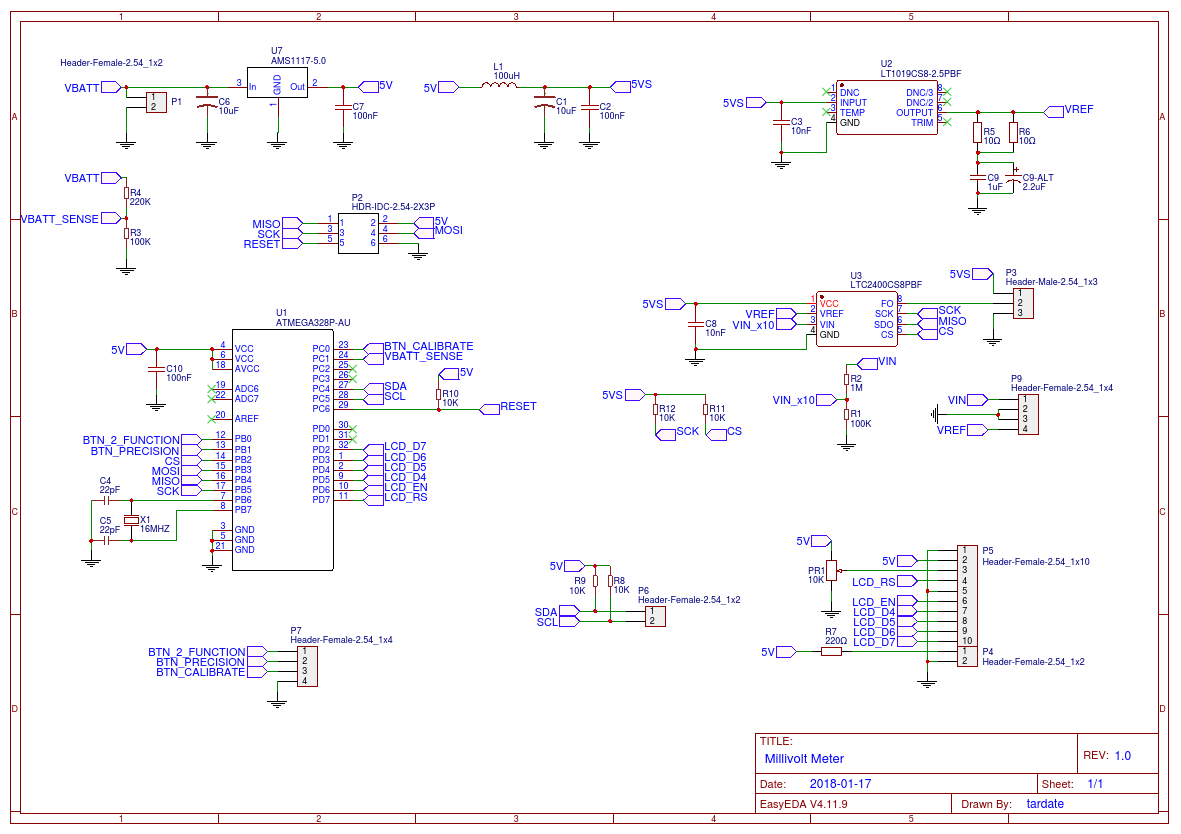 1 2 3 4 5
A
B
C
D
Header-Female-2.54_1x2
VBATT
1
2
P1
C6
10uF
U7
AMS1117-5.0
3 In GND Out 2
1
5V
C7
100nF
5V
L1
100uH
C1
10uF
C2
100nF
5VS
U2
LT1019CS8-2.5PBF
5VS
C3
10nF
1 DNC DNC/3 8
2 INPUT DNC/2 7
3 TEMP OUTPUT 6
4 GND TRIM 5
VREF
R5
10Ω
R6
10Ω
C9
1uF
C9-ALT
2.2uF
VBATT
R4
220K
VBATT_SENSE
R3
100K
P2
HDR-IDC-2.54-2X3P
MISO 1 1 2 2 5V
SCK 3 3 4 4 MOSI
RESET 5 5 6 6
U3
LTC2400CS8PBF
5VS
C8
10nF
VREF
VIN_x10
1 VCC FO 8
2 VREF SCK 7
3 VIN SDO 6
4 GND CS 5
SCK
MISO
CS
5VS
P3
Header-Male-2.54_1x3
1
2
3
U1
ATMEGA328P-AU
5V
C10
100nF
4 VCC
6 VCC
18 AVCC
19 ADC6
22 ADC7
20 AREF
BTN_2_FUNCTION 12 PB0
BTN_PRECISION 13 PB1
CS 14 PB2
MOSI 15 PB3
MISO 16 PB4
SCK 17 PB5
7 PB6
8 PB7
3 GND
5 GND
21 GND
PC0 23 BTN_CALIBRATE
PC1 24 VBATT_SENSE
PC2 25
PC3 26
PC4 27 SDA
PC5 28 SCL
PC6 29
PD0 30
PD1 31
PD2 32 LCD_D7
PD3 1 LCD_D6
PD4 2 LCD_D5
PD5 9 LCD_D4
PD6 10 LCD_EN
PD7 11 LCD_RS
5V
R10
10K
RESET
C4
22pF
C5
22pF
X1
16MHZ
5VS
R12
10K
R11
10K
SCK
CS
VIN
R2
1M
VIN_x10
R1
100K
P9
Header-Female-2.54_1x4
VIN
VREF
1
2
3
4
5V
R9
10K
R8
10K
SDA
SCL
P6
Header-Female-2.54_1x2
1
2
5V
PR1
10K
5V
LCD_RS
LCD_EN
LCD_D4
LCD_D5
LCD_D6
LCD_D7
1
2
3
4
5
6
7
8
9
10
P5
Header-Female-2.54_1x10
5V
R7
220Ω
1
2
P4
Header-Female-2.54_1x2
P7
Header-Female-2.54_1x4
BTN_2_FUNCTION 1
BTN_PRECISION 2
BTN_CALIBRATE 3
4
A
B
C
D
TITLE:
Millivolt Meter
REV: 1.0
Date: 2018-01-17
Sheet: 1/1
EasyEDA V4.11.9
Drawn By: tardate
1 2 3 4 5